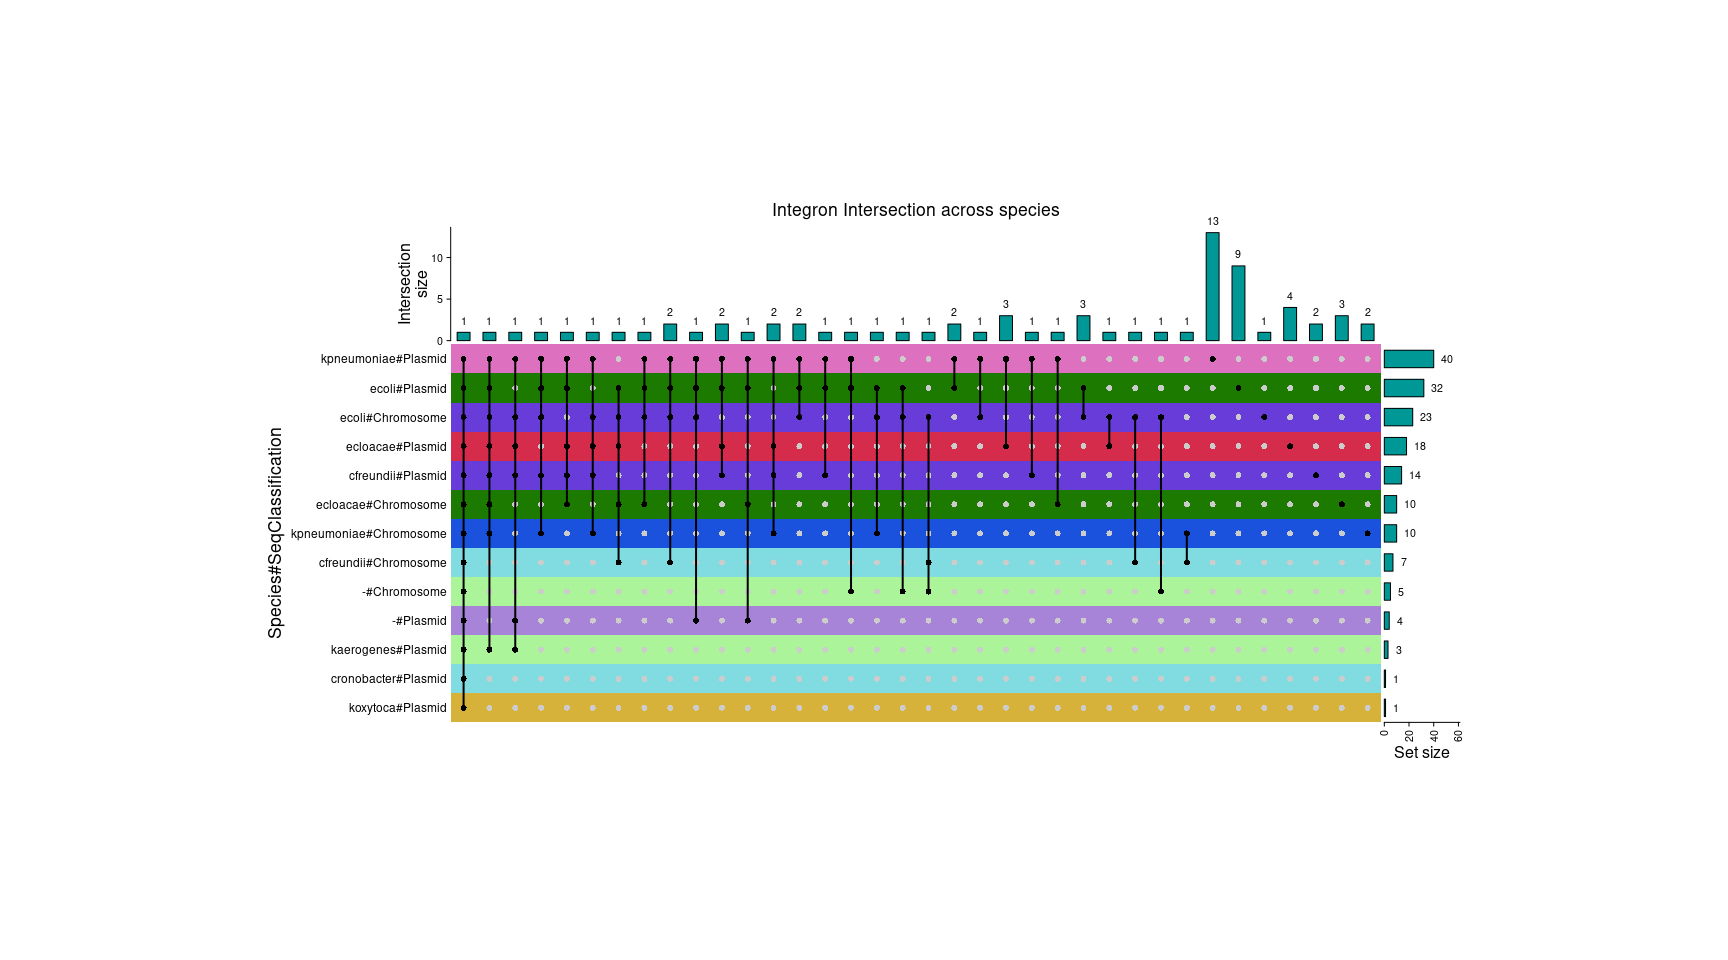 Integron Intersection across species
Intersection
size
10
5
0
1 1 1 1 1 1 1 1 2 1 2 1 2 2 1 1 1 1 1 2 1 3 1 1 3 1 1 1 1 13 9 1 4 2 3 2
Species#SeqClassification
kpneumoniae#Plasmid 40
ecoli#Plasmid 32
ecoli#Chromosome 23
ecloacae#Plasmid 18
cfreundii#Plasmid 14
ecloacae#Chromosome 10
kpneumoniae#Chromosome 10
cfreundii#Chromosome 7
-#Chromosome 5
-#Plasmid 4
kaerogenes#Plasmid 3
cronobacter#Plasmid 1
koxytoca#Plasmid 1
0 20 40 60
Set size